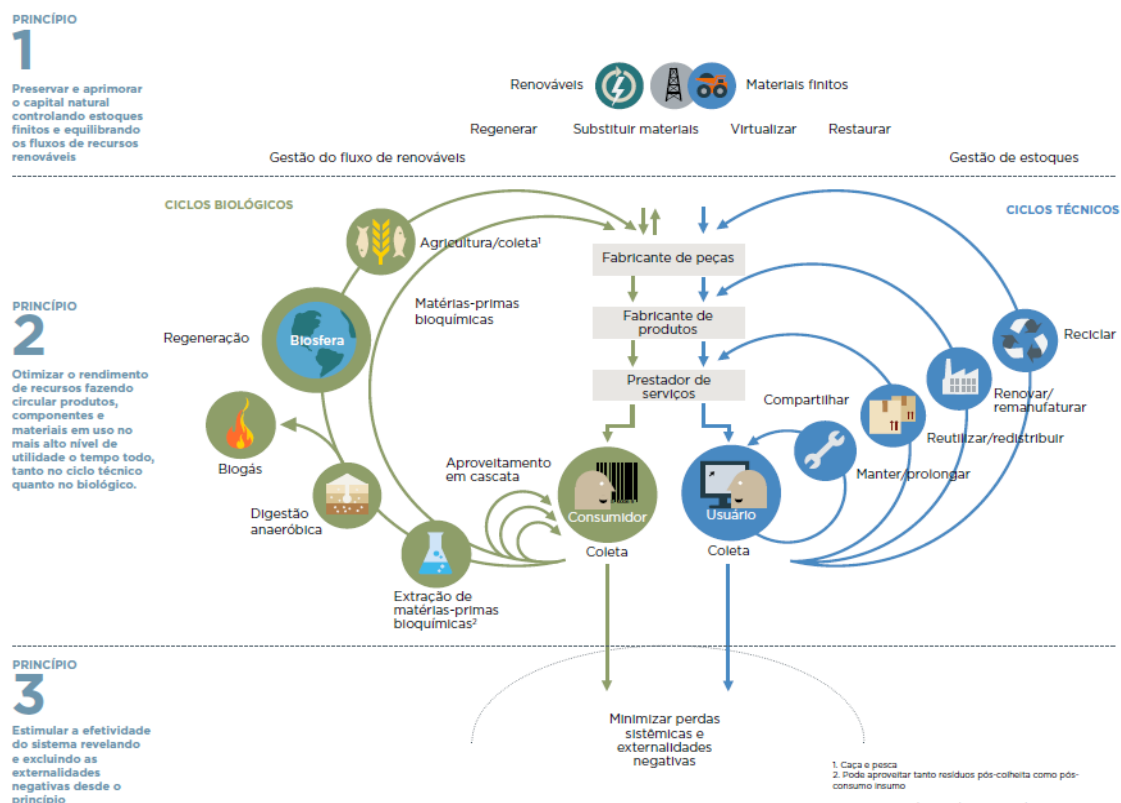 PRINCÍPIO
1
Preservar e aprimorar
o capital natural
controlando estoques
finitos e equilibrando
os fluxos de recursos
renováveis
Renováveis
Materiais finitos
Regenerar
Substituir materiais
Virtualizar
Restaurar
Gestão do fluxo de renováveis
Gestão de estoques
PRINCÍPIO
2
Otimizar o rendimento
de recursos fazendo
circular produtos,
componentes e
materiais em uso no
mais alto nível de
utilidade o tempo todo,
tanto no ciclo técnico
quanto no biológico.
CICLOS BIOLÓGICOS
CICLOS TÉCNICOS
Agricultura/coleta¹
Matérias-primas
bioquímicas
Regeneração
Biosfera
Biogás
Digestão
anaeróbica
Extração de
matérias-primas
bioquímicas²
Aproveitamento
em cascata
Fabricante de peças
Fabricante de
produtos
Prestador de
serviços
Consumidor
Coleta
Usuário
Coleta
Compartilhar
Manter/prolongar
Reutilizar/redistribuir
Renovar/
remanufaturar
Reciclar
PRINCÍPIO
3
Estimular a efetividade
do sistema revelando
e excluindo as
externalidades
negativas desde o
princípio
Minimizar perdas
sistêmicas e
externalidades
negativas
1. Caça e pesca
2. Pode aproveitar tanto resíduos pós-colheita como pós-
consumo insumo